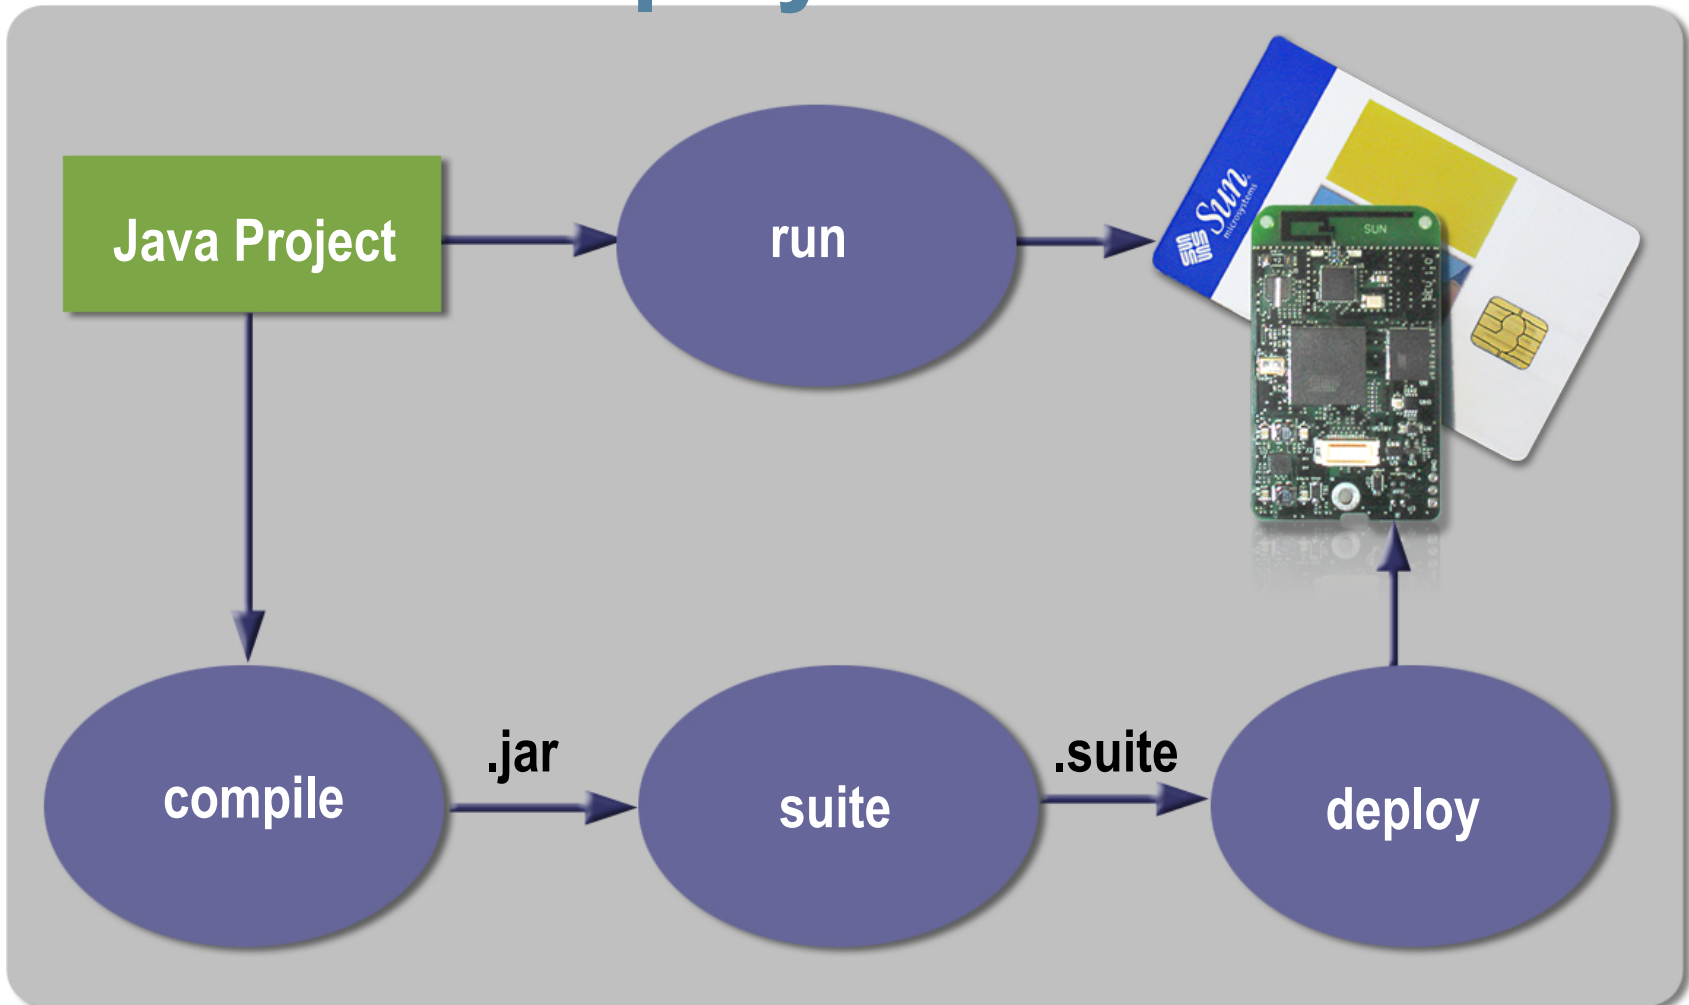 Java Project
run
Sun
microsystems
SUN
.jar
.suite
compile
suite
deploy